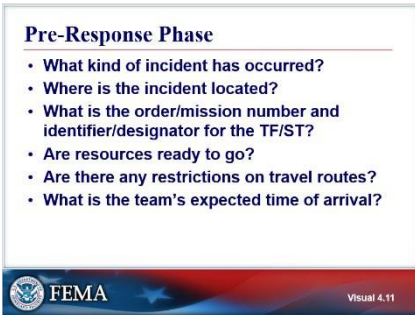 Pre-Response Phase
• What kind of incident has occurred?
• Where is the incident located?
• What is the order/mission number and
identifier/designator for the TF/ST?
• Are resources ready to go?
• Are there any restrictions on travel routes?
• What is the team's expected time of arrival?
FEMA
Visual 4.11